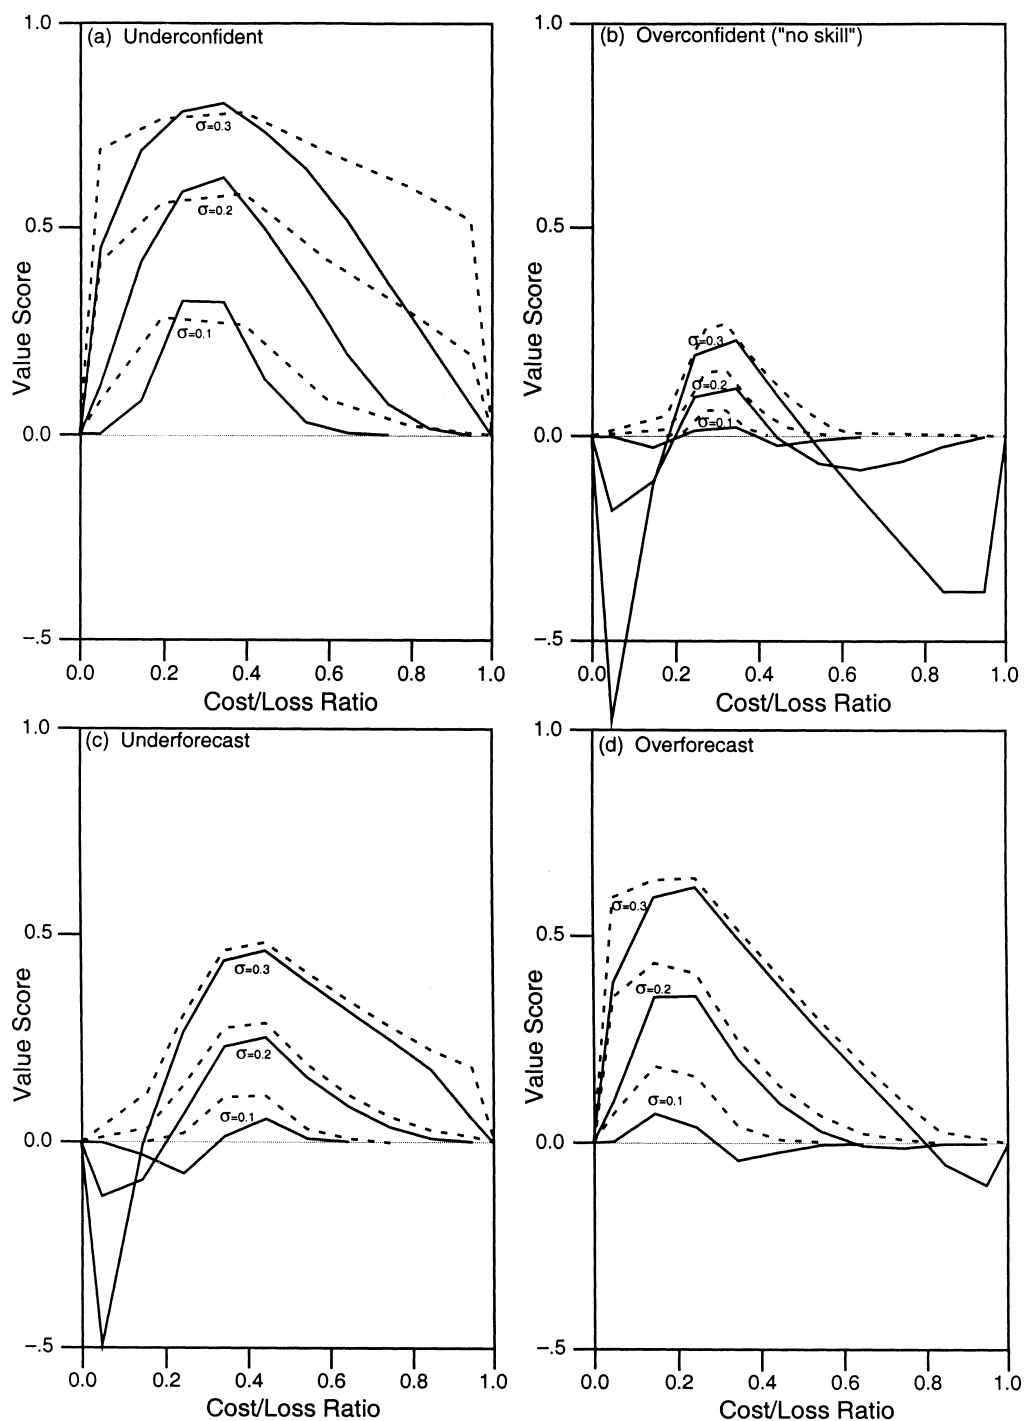 (a) Underconfident
1.0
0.5
0.0
−.5
Value Score
σ=0.3
σ=0.2
σ=0.1
0.0 0.2 0.4 0.6 0.8 1.0
Cost/Loss Ratio
(b) Overconfident ("no skill")
1.0
0.5
0.0
−.5
Value Score
σ=0.3
σ=0.2
σ=0.1
0.0 0.2 0.4 0.6 0.8 1.0
Cost/Loss Ratio
(c) Underforecast
1.0
0.5
0.0
−.5
Value Score
σ=0.3
σ=0.2
σ=0.1
0.0 0.2 0.4 0.6 0.8 1.0
Cost/Loss Ratio
(d) Overforecast
1.0
0.5
0.0
−.5
Value Score
σ=0.3
σ=0.2
σ=0.1
0.0 0.2 0.4 0.6 0.8 1.0
Cost/Loss Ratio